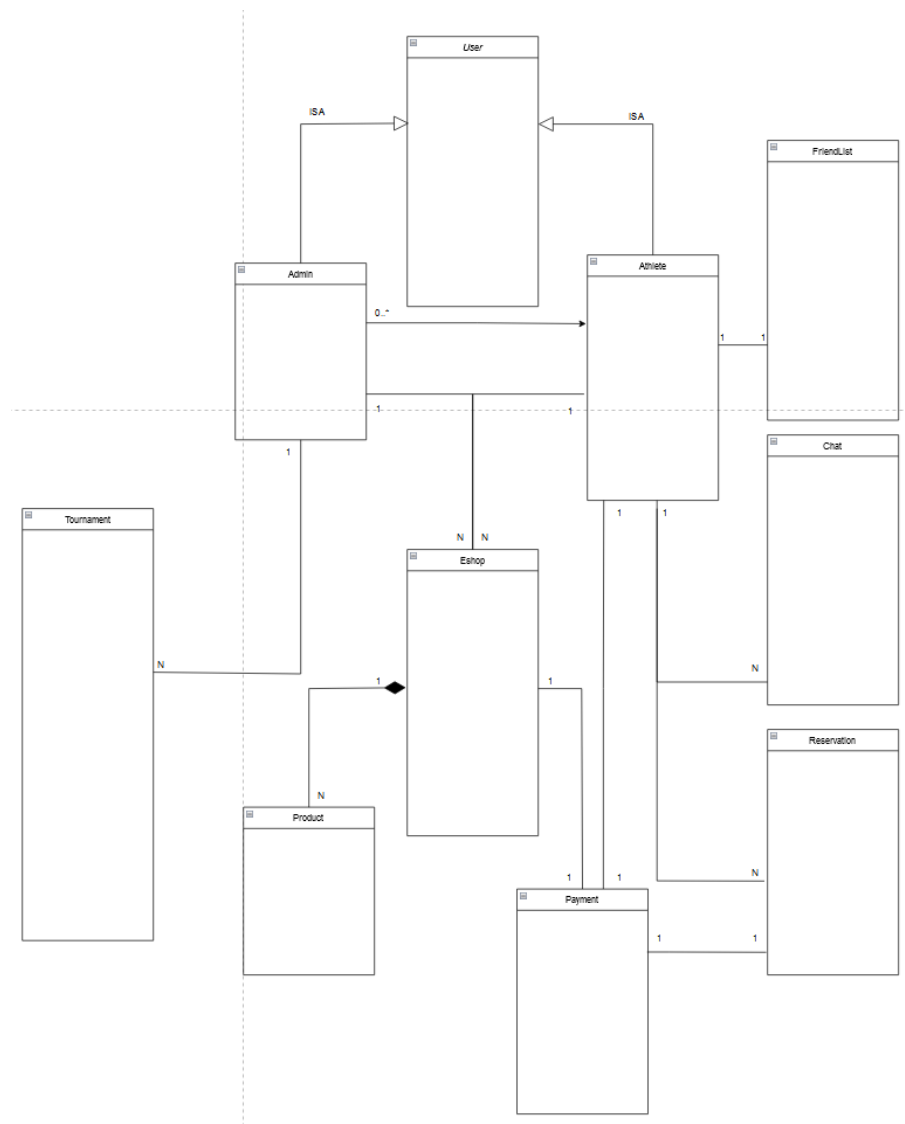 User
ISA
ISA
FriendList
Admin
Athlete
0..*
1
1
1
1
1
1
1
Chat
Tournament
N
N
Eshop
N
N
1
1
Reservation
N
Product
N
1
1
Payment
1
1